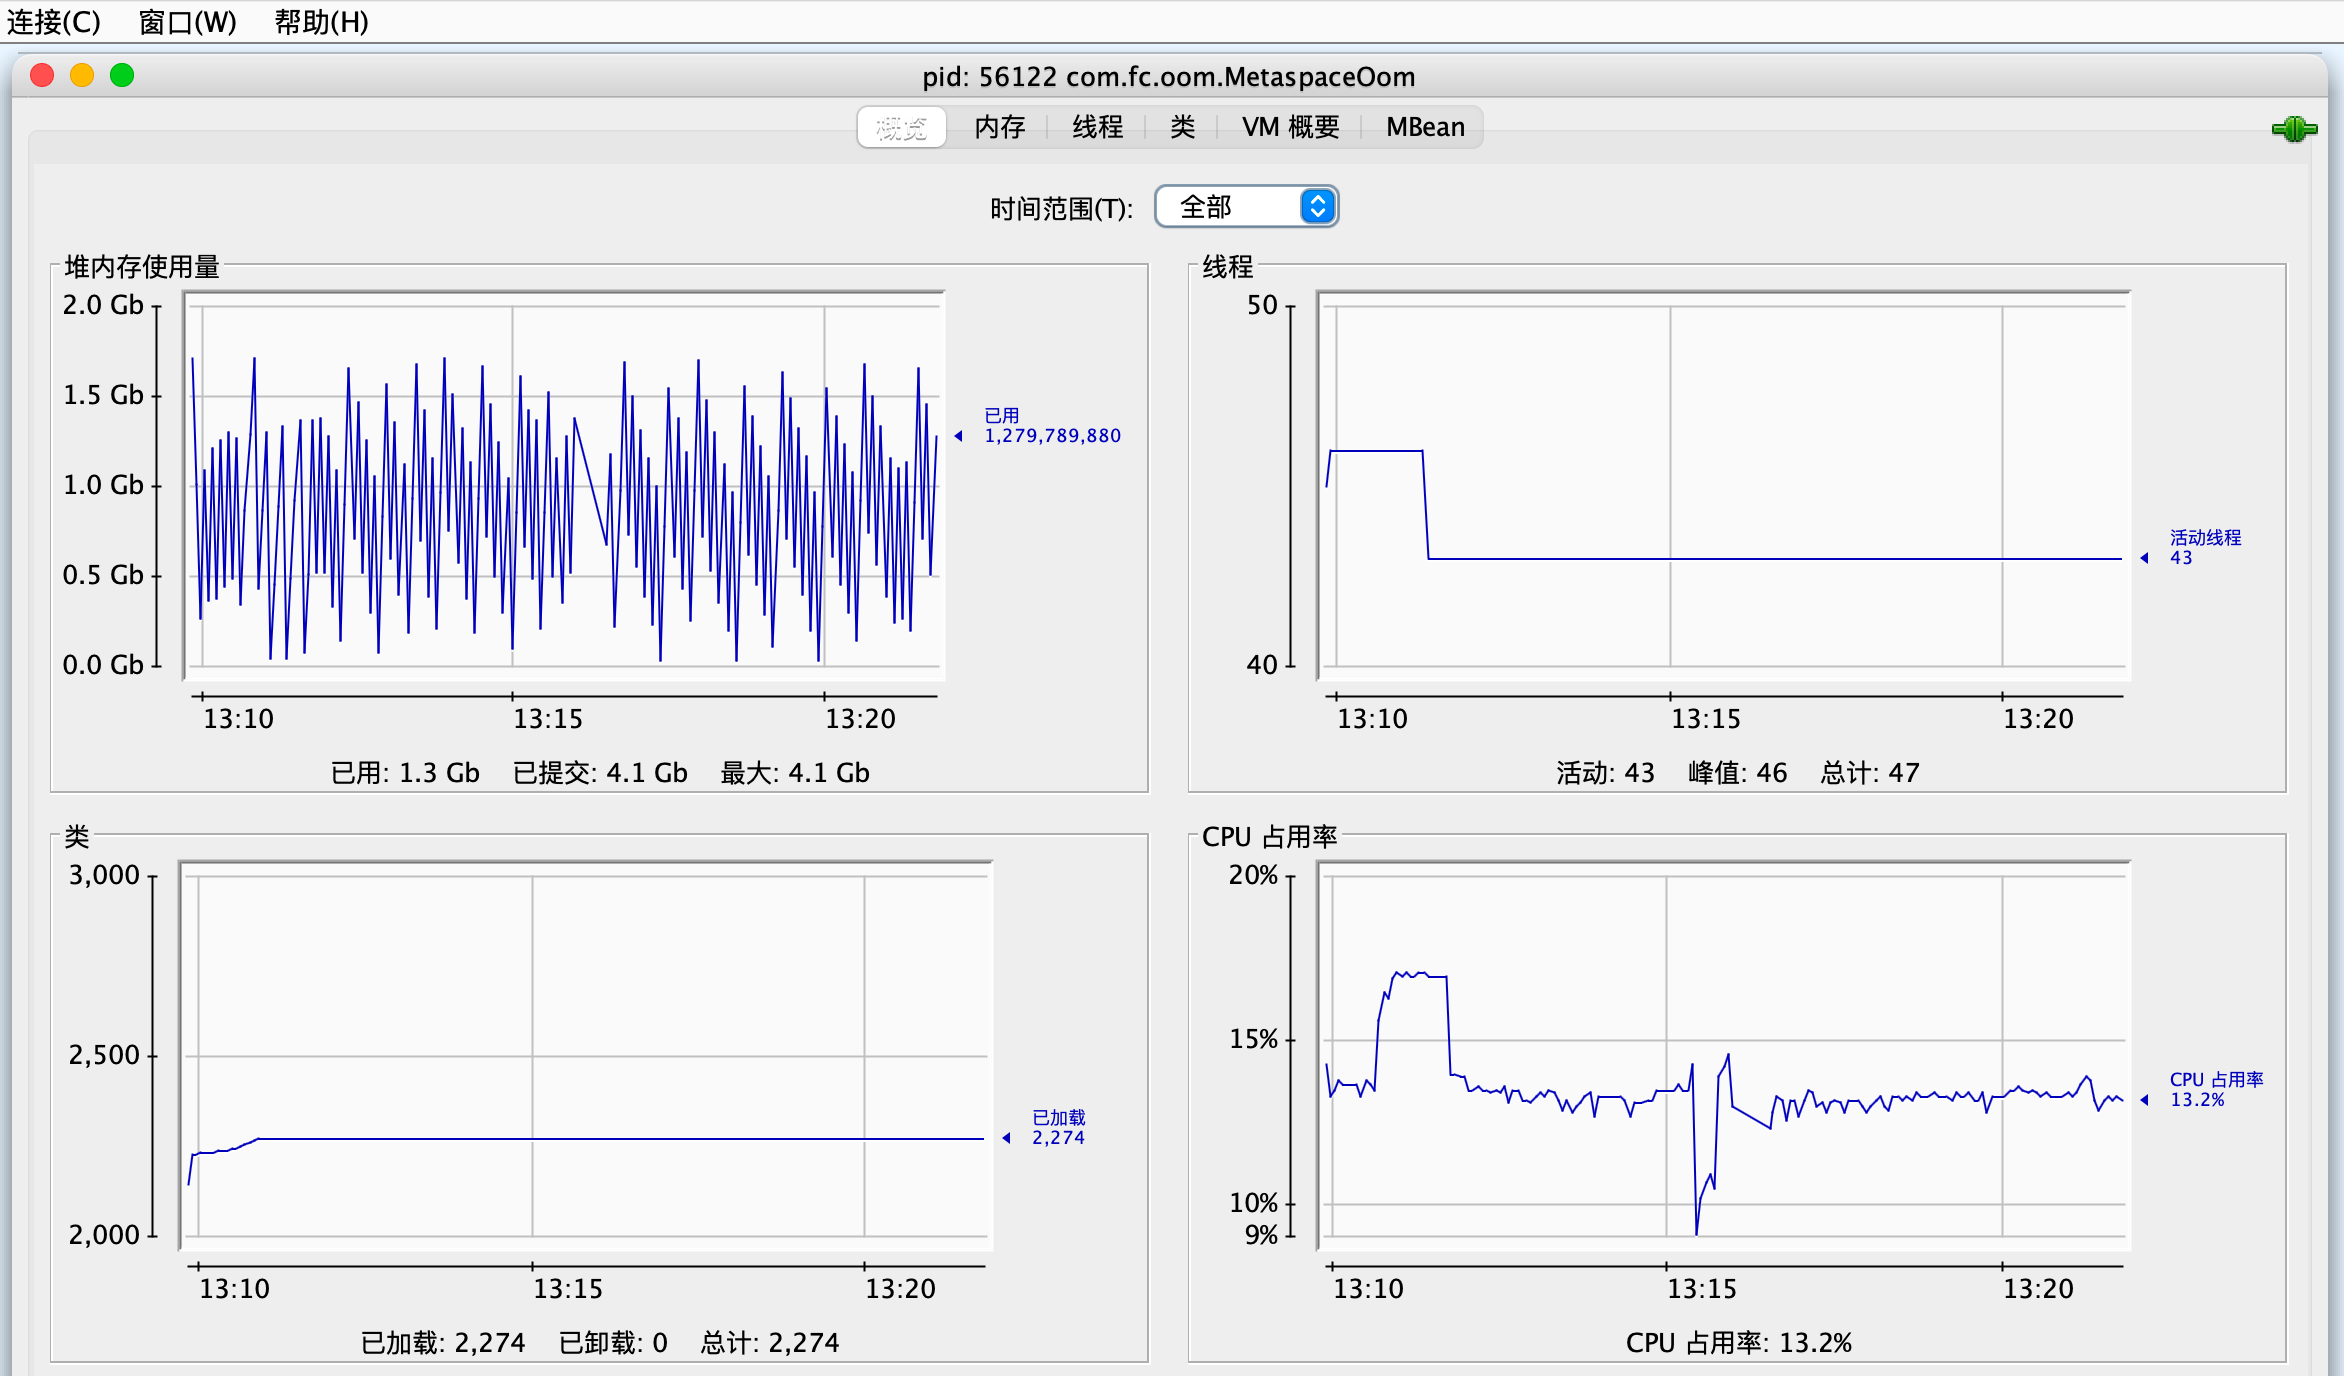 连接(C) 窗口(W) 帮助(H)
pid: 56122 com.fc.oom.MetaspaceOom
概览 内存 线程 类 VM 概要 MBean
时间范围(T): 全部
堆内存使用量
2.0 Gb
1.5 Gb
1.0 Gb
0.5 Gb
0.0 Gb
13:10 13:15 13:20
已用
1,279,789,880
已用: 1.3 Gb 已提交: 4.1 Gb 最大: 4.1 Gb
线程
50
40
13:10 13:15 13:20
活动线程
43
活动: 43 峰值: 46 总计: 47
类
3,000
2,500
2,000
13:10 13:15 13:20
已加载
2,274
已加载: 2,274 已卸载: 0 总计: 2,274
CPU 占用率
20%
15%
10%
9%
13:10 13:15 13:20
CPU 占用率
13.2%
CPU 占用率: 13.2%